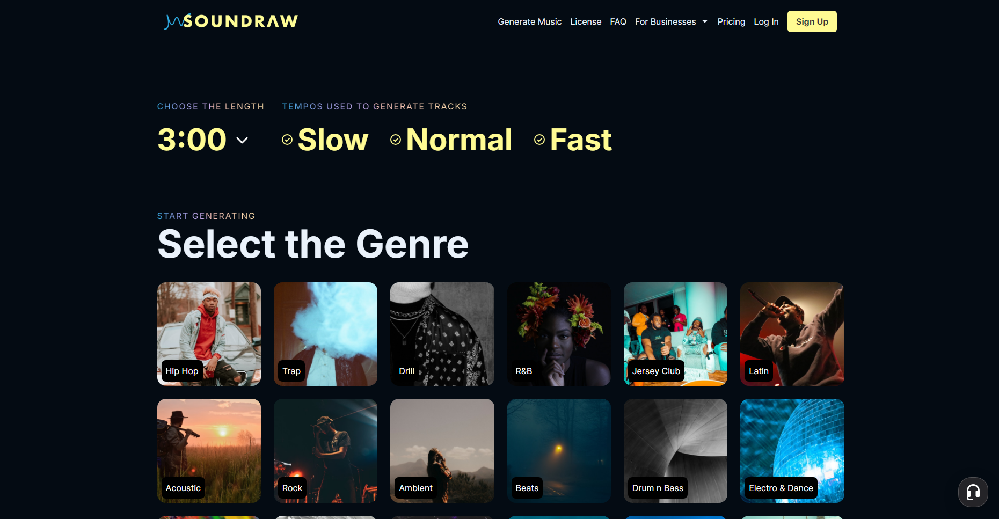 SOUNDRAW
Generate Music License FAQ For Businesses Pricing Log In Sign Up
CHOOSE THE LENGTH TEMPOS USED TO GENERATE TRACKS
3:00 Slow Normal Fast
START GENERATING
Select the Genre
Hip Hop Trap Drill R&B Jersey Club Latin
Acoustic Rock Ambient Beats Drum n Bass Electro & Dance